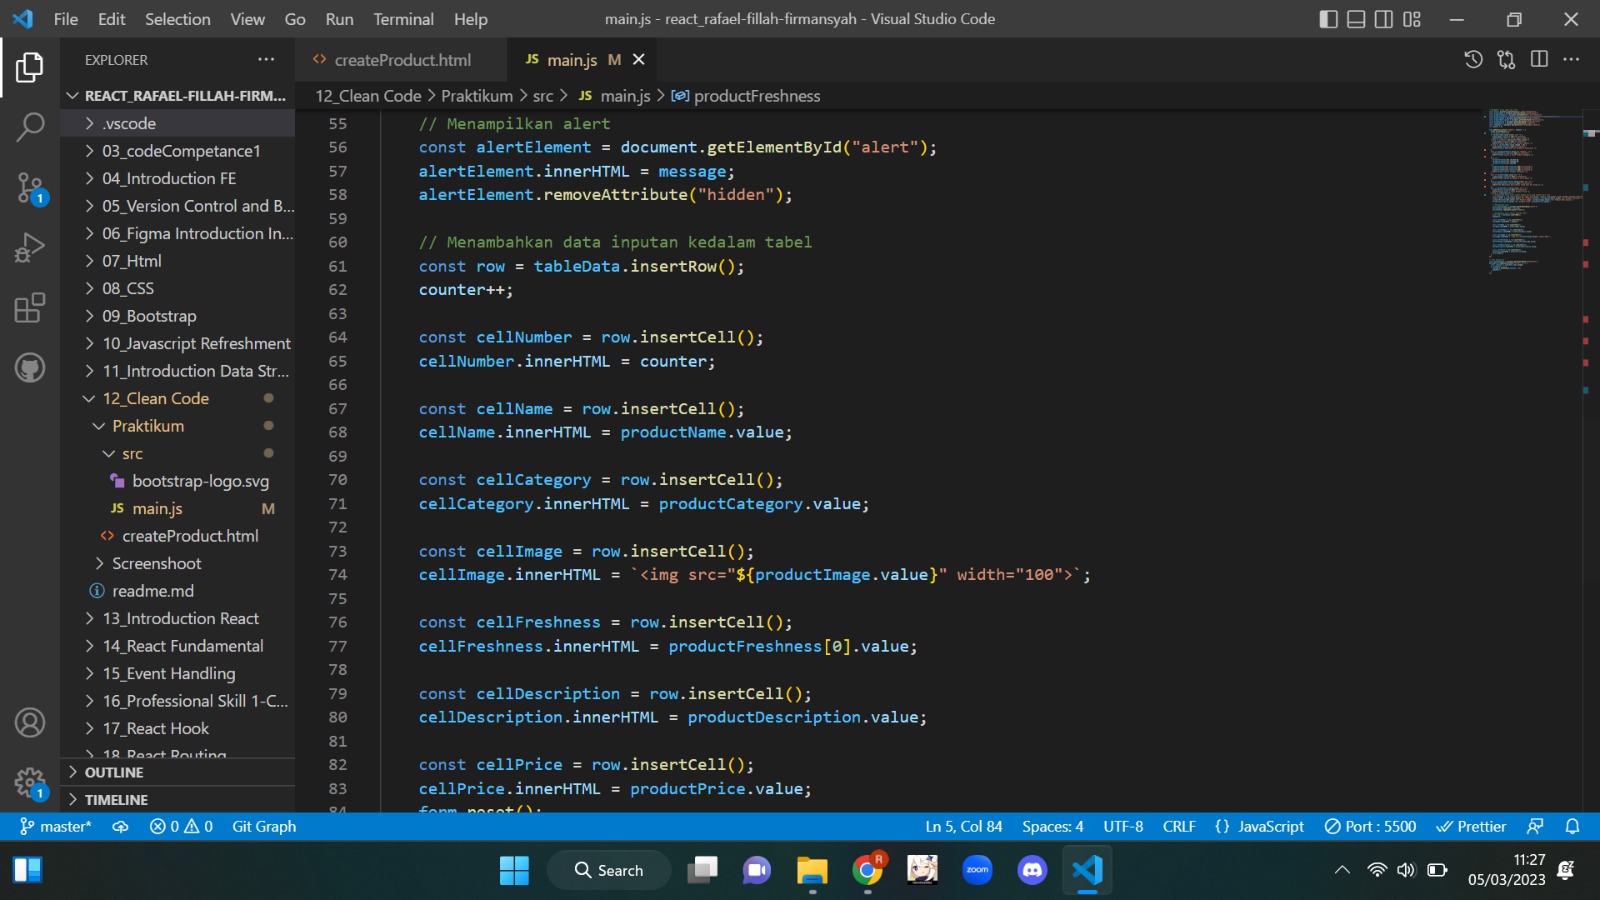 File Edit Selection View Go Run Terminal Help main.js - react_rafael-fillah-firmansyah - Visual Studio Code
EXPLORER
createProduct.html
JS main.js M
REACT_RAFAEL-FILLAH-FIRM...
12_Clean Code > Praktikum > src > JS main.js > productFreshness
.vscode
03_codeCompetance1
04_Introduction FE
05_Version Control and B...
06_Figma Introduction In...
07_Html
08_CSS
09_Bootstrap
10_Javascript Refreshment
11_Introduction Data Str...
12_Clean Code
Praktikum
src
bootstrap-logo.svg
JS main.js M
createProduct.html
Screenshoot
readme.md
13_Introduction React
14_React Fundamental
15_Event Handling
16_Professional Skill 1-C...
17_React Hook
18_React Routing
OUTLINE
TIMELINE
1
1
55 // Menampilkan alert
56 const alertElement = document.getElementById("alert");
57 alertElement.innerHTML = message;
58 alertElement.removeAttribute("hidden");
59
60 // Menambahkan data inputan kedalam tabel
61 const row = tableData.insertRow();
62 counter++;
63
64 const cellNumber = row.insertCell();
65 cellNumber.innerHTML = counter;
66
67 const cellName = row.insertCell();
68 cellName.innerHTML = productName.value;
69
70 const cellCategory = row.insertCell();
71 cellCategory.innerHTML = productCategory.value;
72
73 const cellImage = row.insertCell();
74 cellImage.innerHTML = `<img src="${productImage.value}" width="100">`;
75
76 const cellFreshness = row.insertCell();
77 cellFreshness.innerHTML = productFreshness[0].value;
78
79 const cellDescription = row.insertCell();
80 cellDescription.innerHTML = productDescription.value;
81
82 const cellPrice = row.insertCell();
83 cellPrice.innerHTML = productPrice.value;
84 form.reset();
master* 0 0 Git Graph Ln 5, Col 84 Spaces: 4 UTF-8 CRLF {} JavaScript Port : 5500 Prettier
Search
R
zoom
11:27
05/03/2023